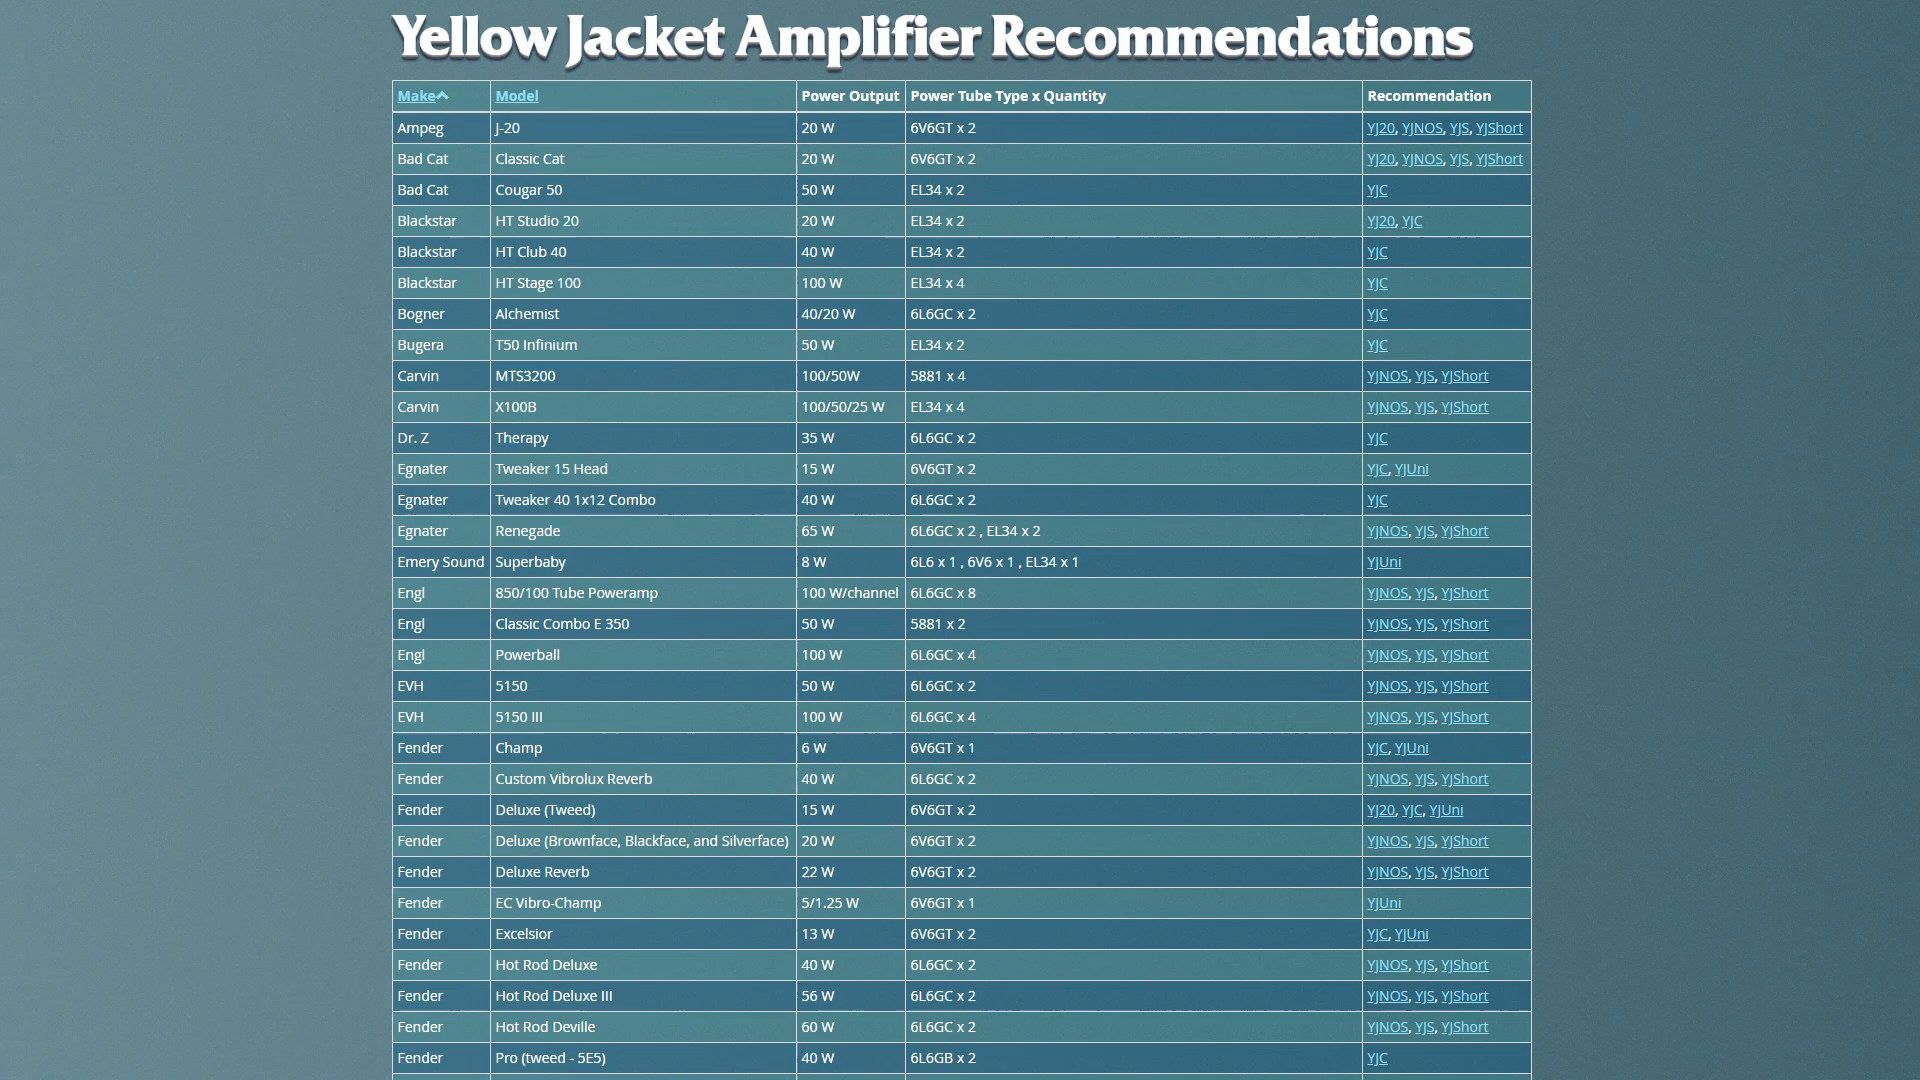 Yellow Jacket Amplifier Recommendations
Make Model Power Output Power Tube Type x Quantity Recommendation
Ampeg J-20 20 W 6V6GT x 2 YJ20, YJNOS, YJS, YJShort
Bad Cat Classic Cat 20 W 6V6GT x 2 YJ20, YJNOS, YJS, YJShort
Bad Cat Cougar 50 50 W EL34 x 2 YJC
Blackstar HT Studio 20 20 W EL34 x 2 YJ20, YJC
Blackstar HT Club 40 40 W EL34 x 2 YJC
Blackstar HT Stage 100 100 W EL34 x 4 YJC
Bogner Alchemist 40/20 W 6L6GC x 2 YJC
Bugera T50 Infinium 50 W EL34 x 2 YJC
Carvin MTS3200 100/50W 5881 x 4 YJNOS, YJS, YJShort
Carvin X100B 100/50/25 W EL34 x 4 YJNOS, YJS, YJShort
Dr. Z Therapy 35 W 6L6GC x 2 YJC
Egnater Tweaker 15 Head 15 W 6V6GT x 2 YJC, YJUni
Egnater Tweaker 40 1x12 Combo 40 W 6L6GC x 2 YJC
Egnater Renegade 65 W 6L6GC x 2 , EL34 x 2 YJNOS, YJS, YJShort
Emery Sound Superbaby 8 W 6L6 x 1 , 6V6 x 1 , EL34 x 1 YJUni
Engl 850/100 Tube Poweramp 100 W/channel 6L6GC x 8 YJNOS, YJS, YJShort
Engl Classic Combo E 350 50 W 5881 x 2 YJNOS, YJS, YJShort
Engl Powerball 100 W 6L6GC x 4 YJNOS, YJS, YJShort
EVH 5150 50 W 6L6GC x 2 YJNOS, YJS, YJShort
EVH 5150 III 100 W 6L6GC x 4 YJNOS, YJS, YJShort
Fender Champ 6 W 6V6GT x 1 YJC, YJUni
Fender Custom Vibrolux Reverb 40 W 6L6GC x 2 YJNOS, YJS, YJShort
Fender Deluxe (Tweed) 15 W 6V6GT x 2 YJ20, YJC, YJUni
Fender Deluxe (Brownface, Blackface, and Silverface) 20 W 6V6GT x 2 YJNOS, YJS, YJShort
Fender Deluxe Reverb 22 W 6V6GT x 2 YJNOS, YJS, YJShort
Fender EC Vibro-Champ 5/1.25 W 6V6GT x 1 YJUni
Fender Excelsior 13 W 6V6GT x 2 YJC, YJUni
Fender Hot Rod Deluxe 40 W 6L6GC x 2 YJNOS, YJS, YJShort
Fender Hot Rod Deluxe III 56 W 6L6GC x 2 YJNOS, YJS, YJShort
Fender Hot Rod Deville 60 W 6L6GC x 2 YJNOS, YJS, YJShort
Fender Pro (tweed - 5E5) 40 W 6L6GB x 2 YJC